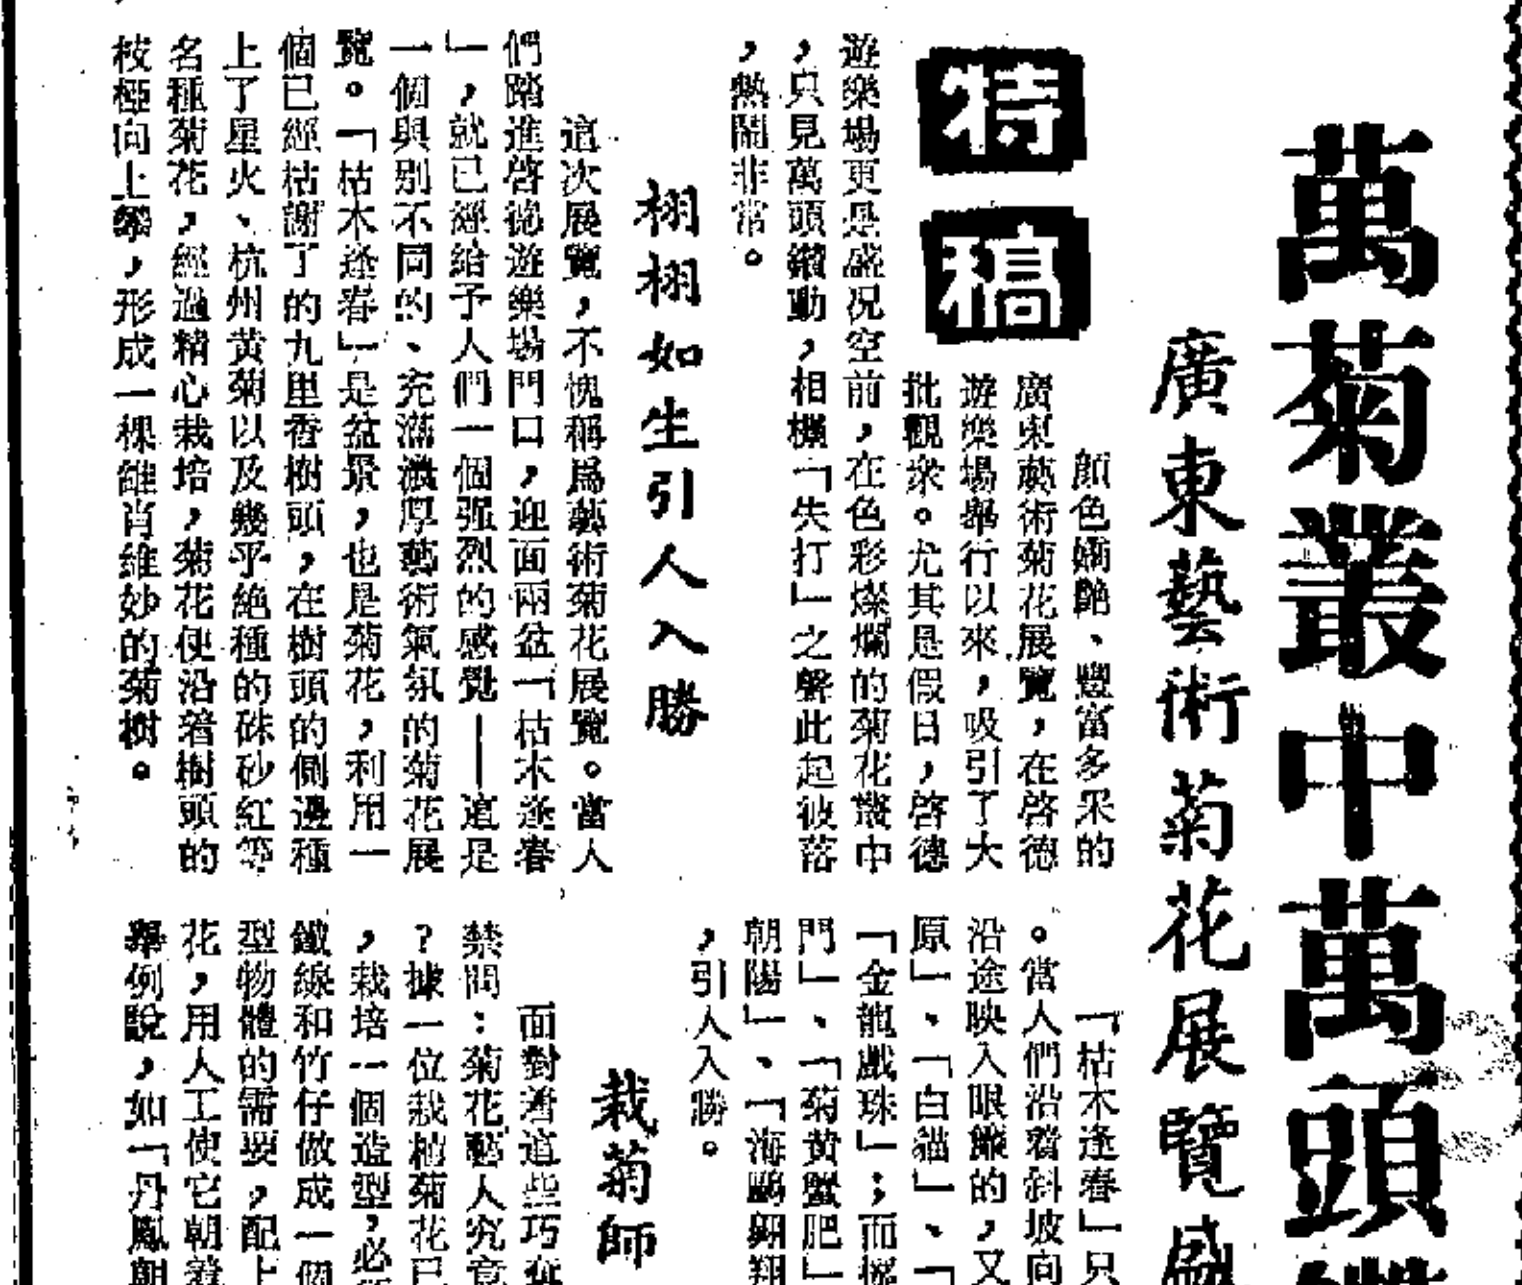 萬菊叢中萬頭
廣東藝術菊花展覽盛
特稿
顏色嬌艷、豐富多采的
廣東藝術菊花展覽，在啓德
遊樂場舉行以來，吸引了大
批觀衆。尤其是假日，啓德
遊樂場更是盛况空前，在色彩燦爛的菊花叢中
，只見萬頭鑽動，相機「失打」之聲此起彼落
，熱鬧非常。
栩栩如生引人入勝
這次展覽，不愧稱爲藝術菊花展覽。當人
們踏進啓德遊樂場門口，迎面兩盆「枯木逢春
」，就已經給予人們一個强烈的感覺——這是
一個與别不同的、充滿濃厚藝術氣氛的菊花展
覽。「枯木逢春」是盆景，也是菊花，利用一
個已經枯謝了的九里香樹頭，在樹頭的側邊種
上了星火、杭州黄菊以及幾乎絶種的硃砂紅等
名種菊花，經過精心栽培，菊花便沿着樹頭的
枝椏向上攀，形成一棵維肖維妙的菊樹。
「枯木逢春」只
。當人們沿着斜坡向
沿途映入眼簾的，又
原」、「白貓」、「
「金龍戲珠」；而擺
門」、「菊黄蟹肥」
朝陽」、「海鷗翱翔
，引人入勝。
栽菊師
面對着這些巧奪
禁問：菊花藝人究竟
？據一位栽植菊花已
，栽培一個造型，必
鐵線和竹仔做成一個
型物體的需要，配上
花，用人工使它朝着
舉例說，如「丹鳳朝